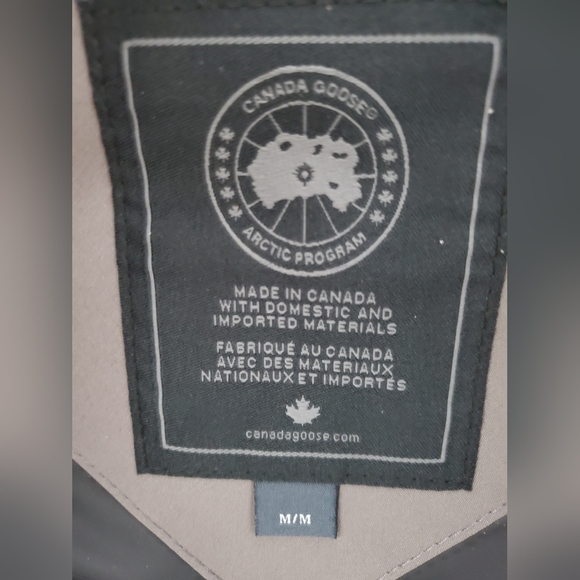 CANADA GOOSE®
ARCTIC PROGRAM
MADE IN CANADA
WITH DOMESTIC AND
IMPORTED MATERIALS
FABRIQUÉ AU CANADA
AVEC DES MATERIAUX
NATIONAUX ET IMPORTÉS
canadagoose.com
M/M